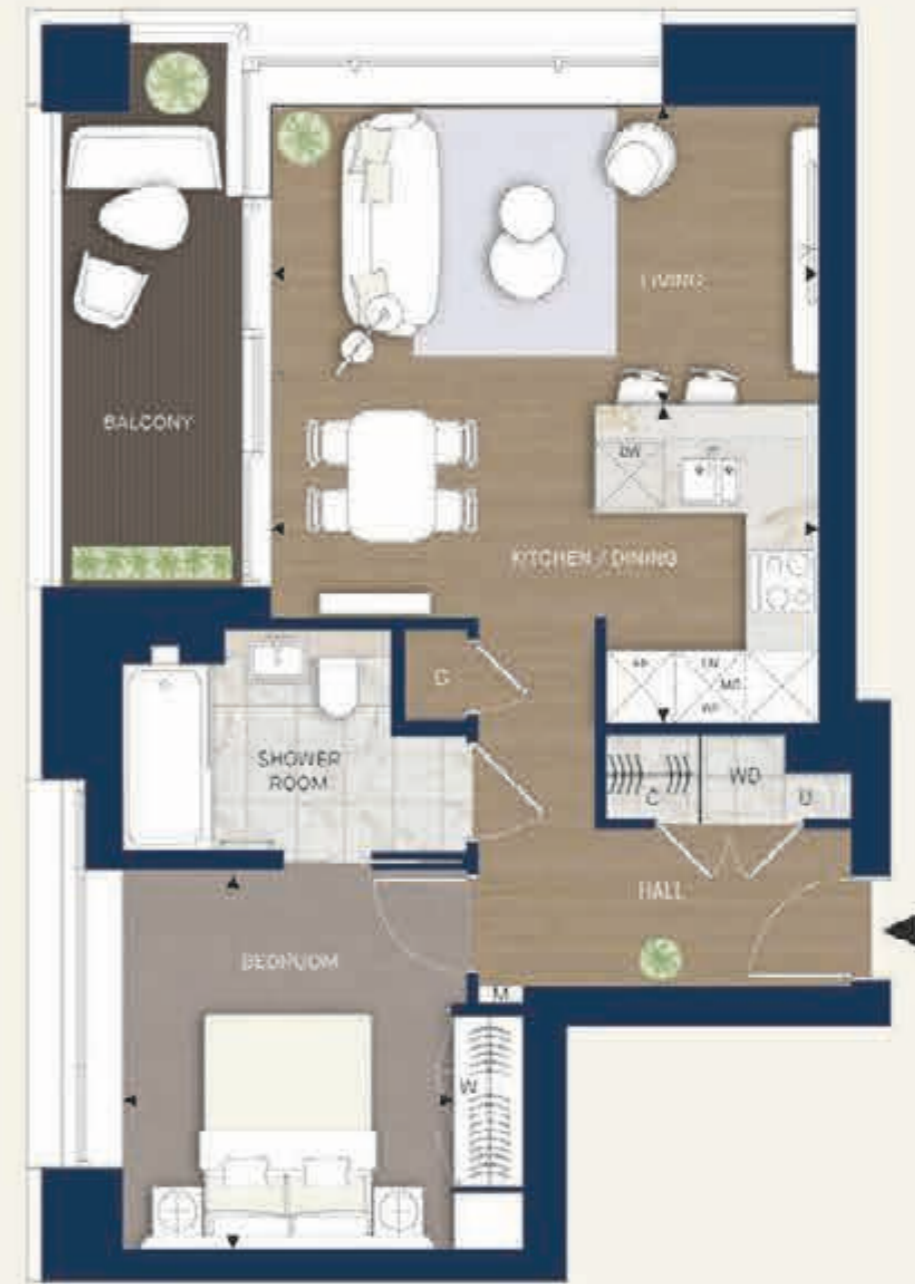 LIVING
BALCONY
DW
KITCHEN / DINING
C
SHOWER
ROOM
C
WD
U
HALL
BEDROOM
M
W